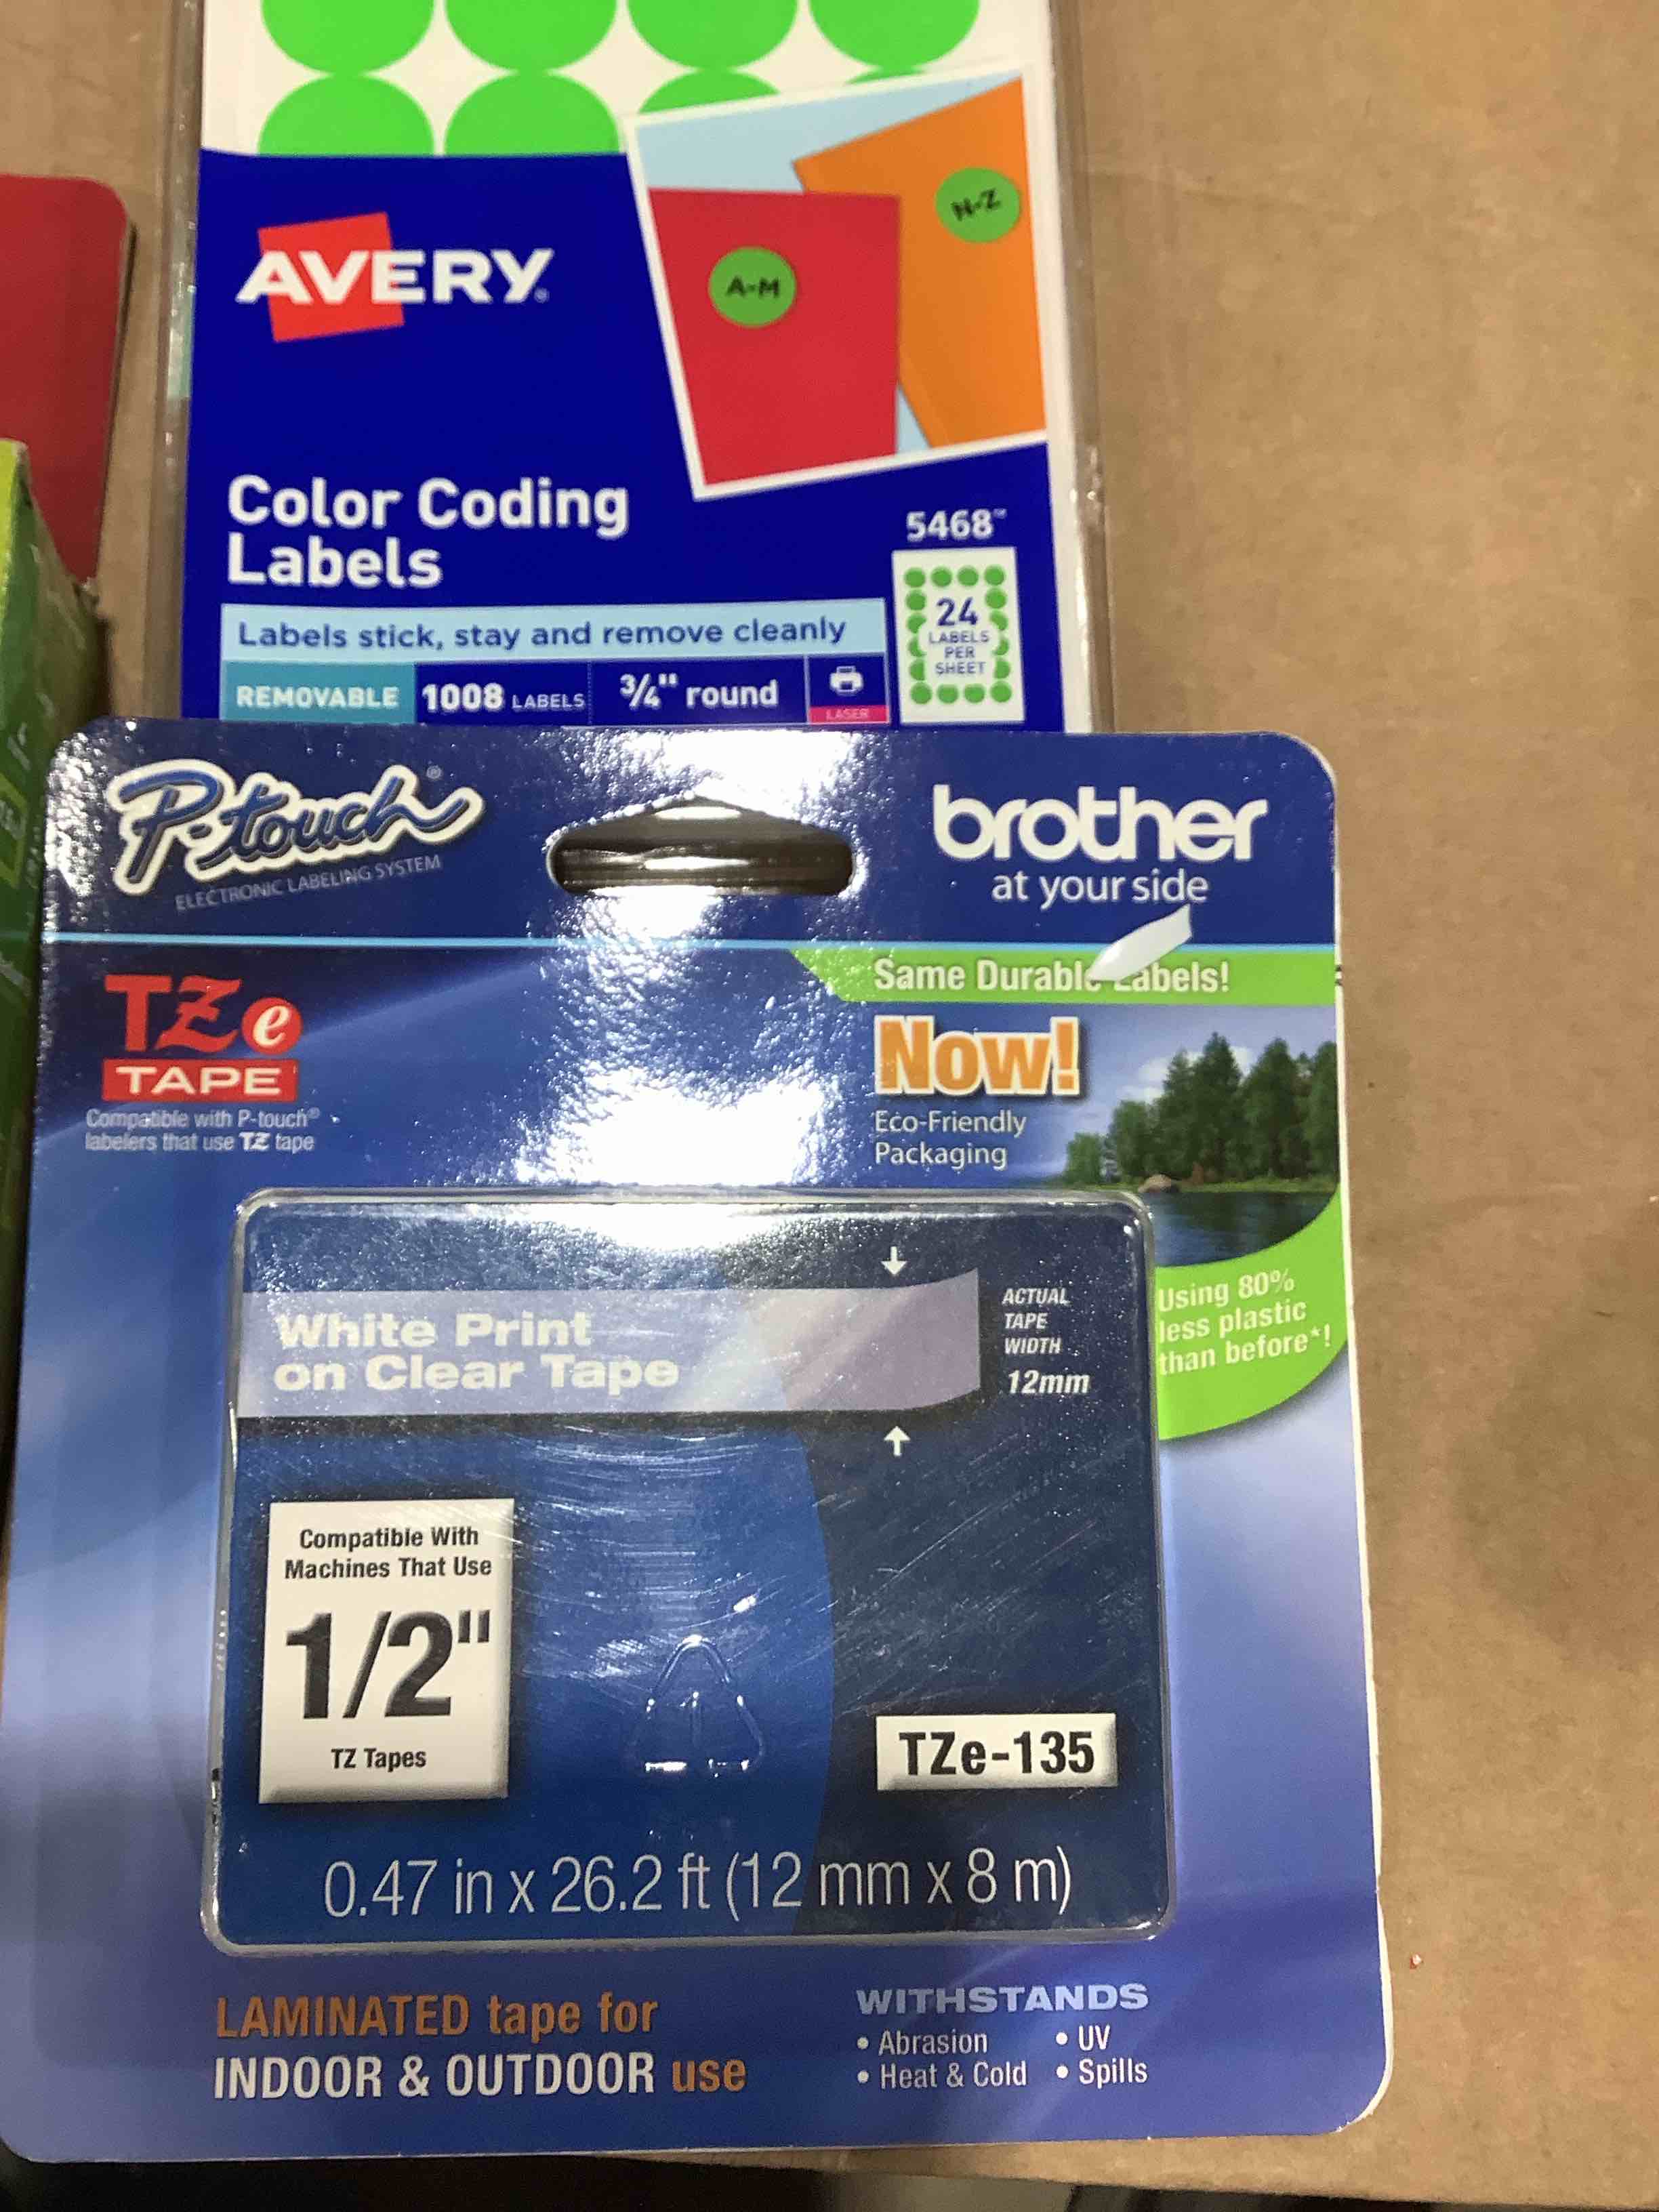 N-Z
A-M
AVERY
Color Coding
Labels
5468™
24
LABELS
PER
SHEET
Labels stick, stay and remove cleanly
REMOVABLE 1008 LABELS 3/4" round
LASER
P-touch®
ELECTRONIC LABELING SYSTEM
brother
at your side
TZe
TAPE
Compatible with P-touch®
labelers that use TZ tape
Same Durable Labels!
Now!
Eco-Friendly
Packaging
Using 80%
less plastic
than before*!
White Print
on Clear Tape
ACTUAL
TAPE
WIDTH
12mm
Compatible With
Machines That Use
1/2"
TZ Tapes
TZe-135
0.47 in x 26.2 ft (12 mm x 8 m)
LAMINATED tape for
INDOOR & OUTDOOR use
WITHSTANDS
• Abrasion • UV
• Heat & Cold • Spills